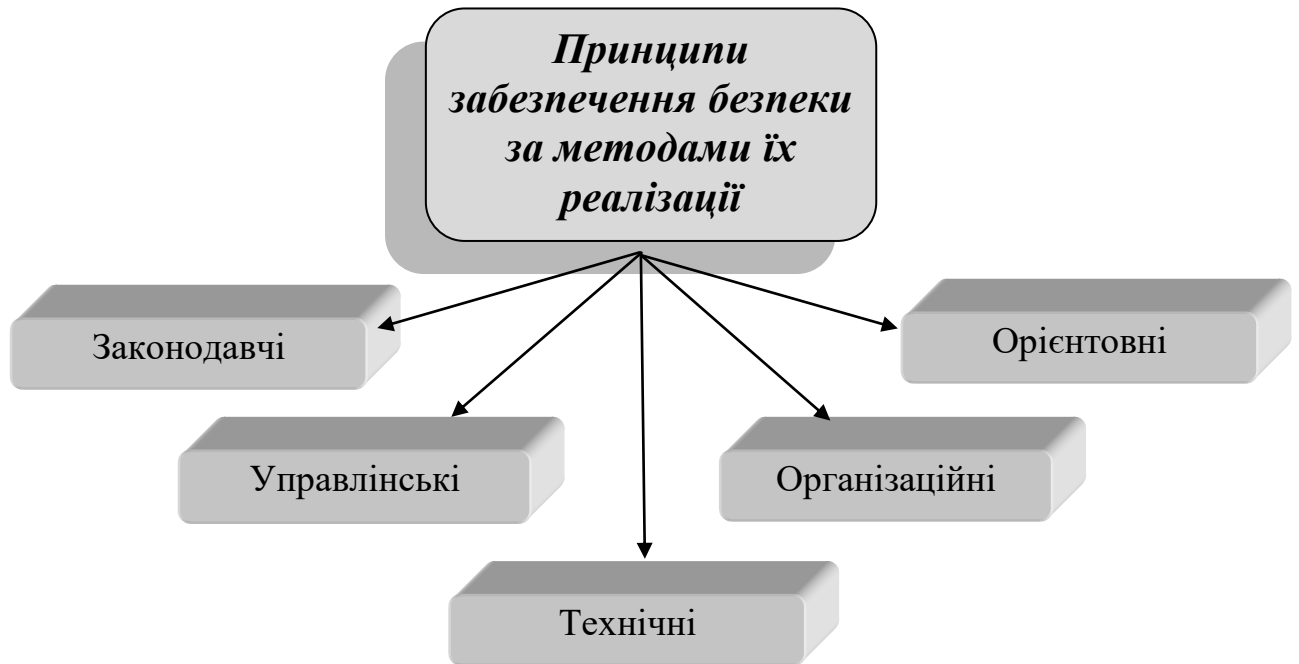 Принципи
забезпечення безпеки
за методами їх
реалізації
Законодавчі
Орієнтовні
Управлінські
Організаційні
Технічні